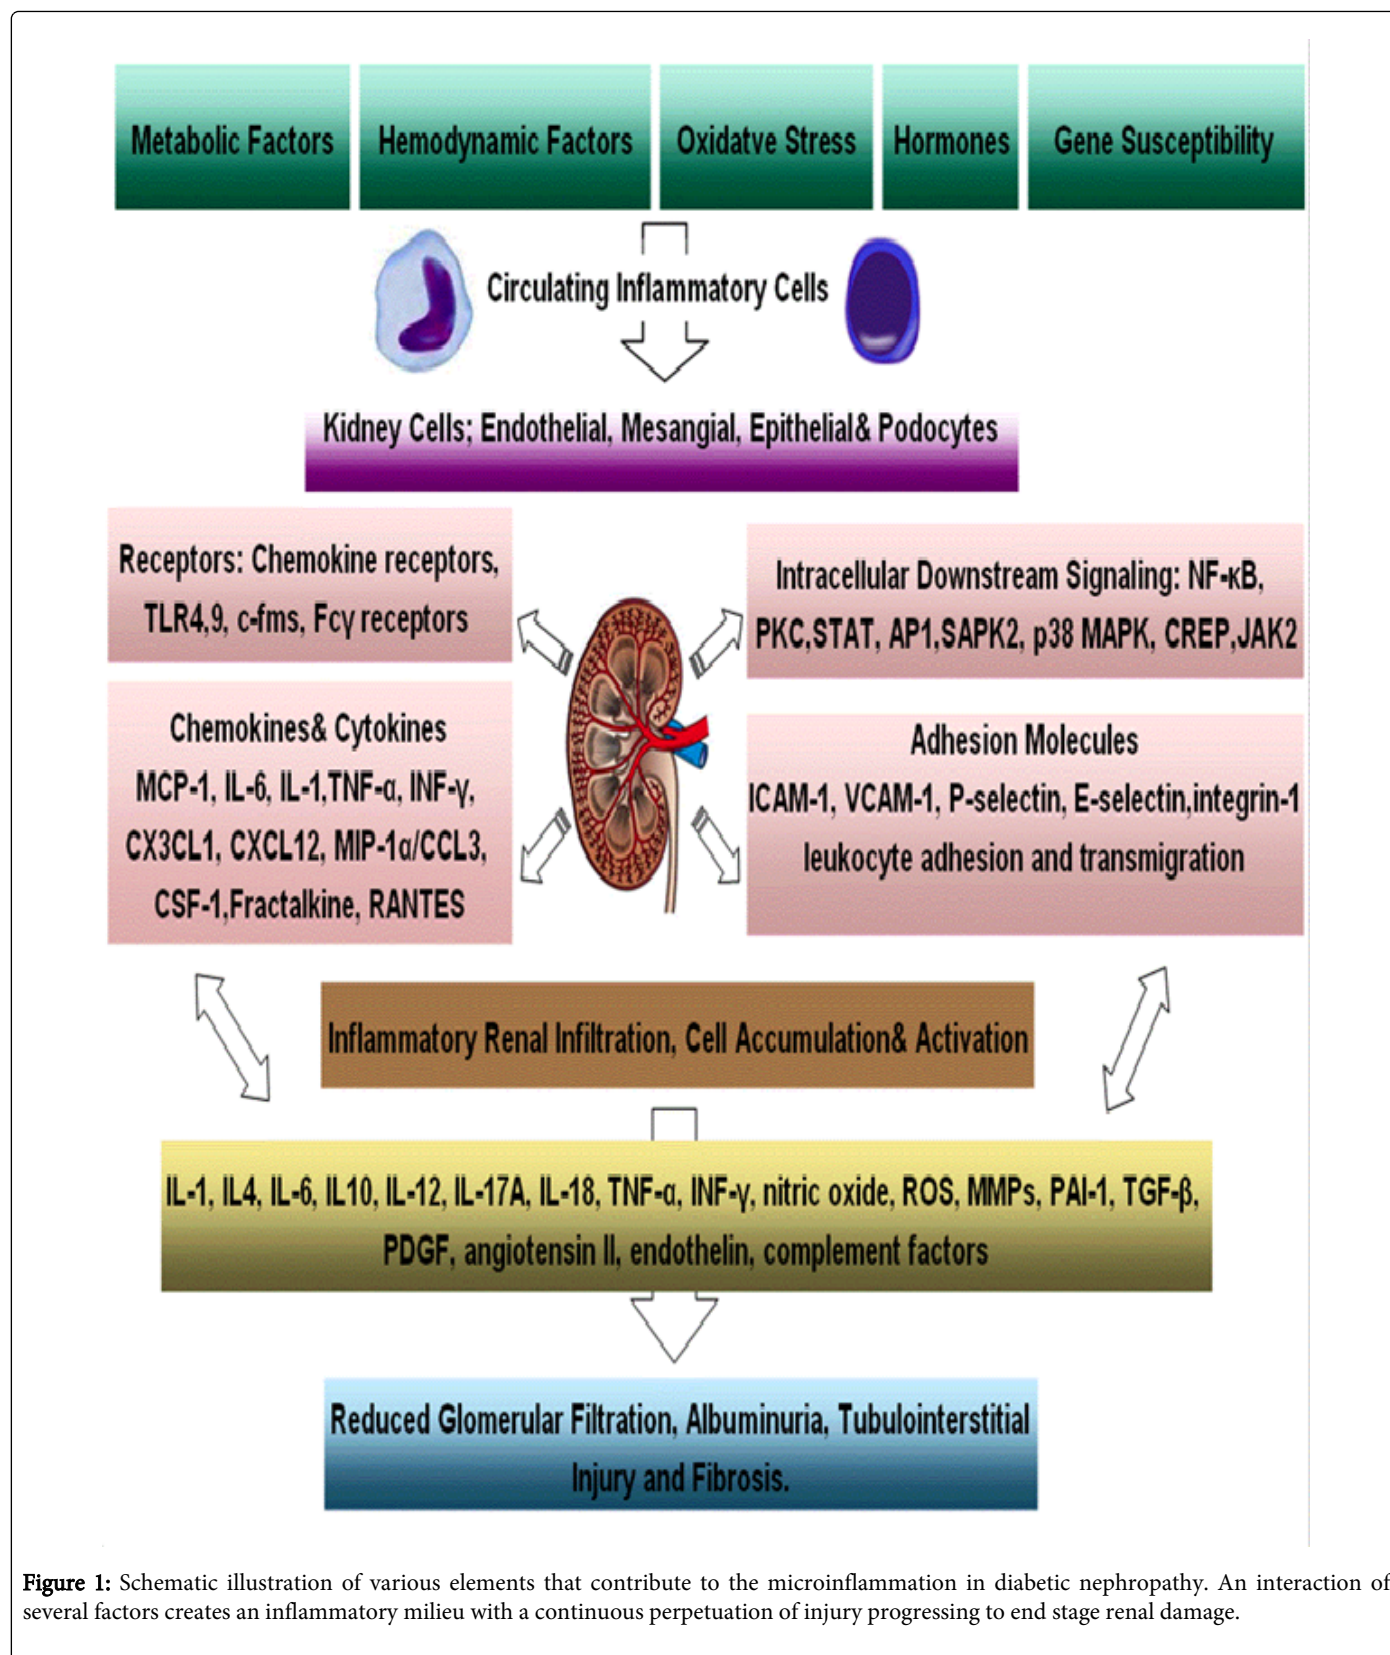 Metabolic Factors
Hemodynamic Factors
Oxidatve Stress
Hormones
Gene Susceptibility
Circulating Inflammatory Cells
Kidney Cells; Endothelial, Mesangial, Epithelial& Podocytes
Receptors: Chemokine receptors,
TLR4,9, c-fms, Fcγ receptors
Intracellular Downstream Signaling: NF-κB,
PKC,STAT, AP1,SAPK2, p38 MAPK, CREP,JAK2
Chemokines& Cytokines
MCP-1, IL-6, IL-1,TNF-α, INF-γ,
CX3CL1, CXCL12, MIP-1α/CCL3,
CSF-1,Fractalkine, RANTES
Adhesion Molecules
ICAM-1, VCAM-1, P-selectin, E-selectin,integrin-1
leukocyte adhesion and transmigration
Inflammatory Renal Infiltration, Cell Accumulation& Activation
IL-1, IL4, IL-6, IL10, IL-12, IL-17A, IL-18, TNF-α, INF-γ, nitric oxide, ROS, MMPs, PAI-1, TGF-β,
PDGF, angiotensin II, endothelin, complement factors
Reduced Glomerular Filtration, Albuminuria, Tubulointerstitial
Injury and Fibrosis.
Figure 1: Schematic illustration of various elements that contribute to the microinflammation in diabetic nephropathy. An interaction of
several factors creates an inflammatory milieu with a continuous perpetuation of injury progressing to end stage renal damage.